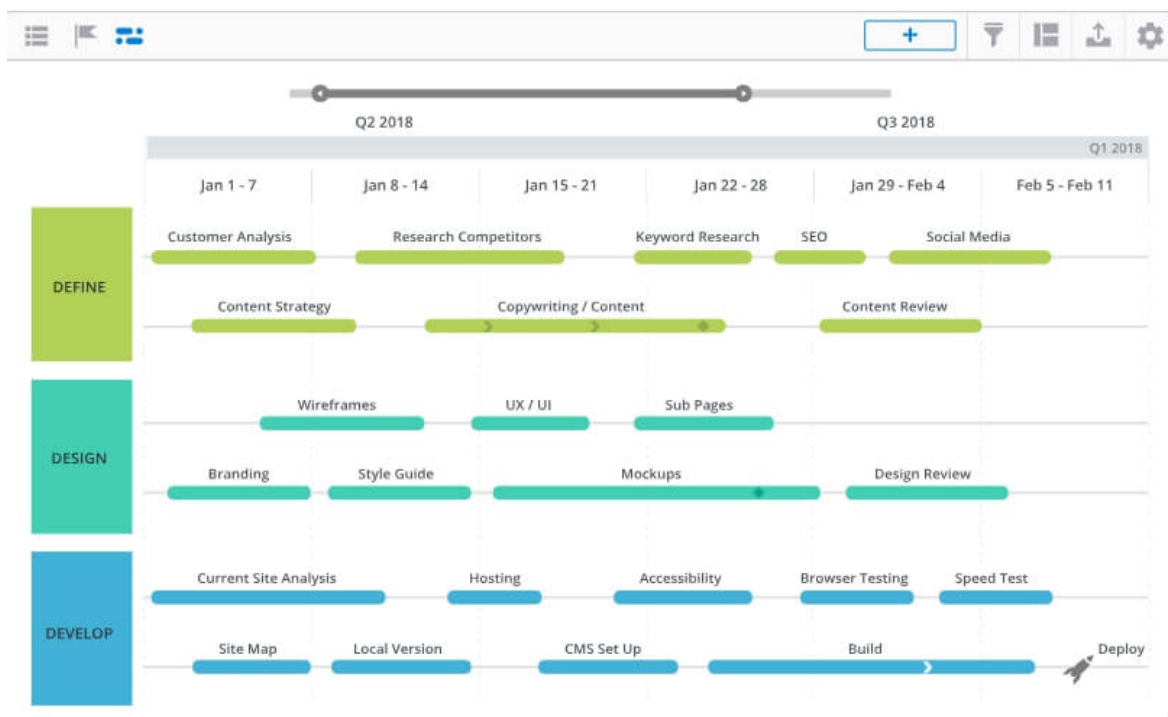 Q2 2018 Q3 2018
Q1 2018
Jan 1 - 7 Jan 8 - 14 Jan 15 - 21 Jan 22 - 28 Jan 29 - Feb 4 Feb 5 - Feb 11
DEFINE
Customer Analysis Research Competitors Keyword Research SEO Social Media
Content Strategy Copywriting / Content Content Review
DESIGN
Wireframes UX / UI Sub Pages
Branding Style Guide Mockups Design Review
DEVELOP
Current Site Analysis Hosting Accessibility Browser Testing Speed Test
Site Map Local Version CMS Set Up Build Deploy